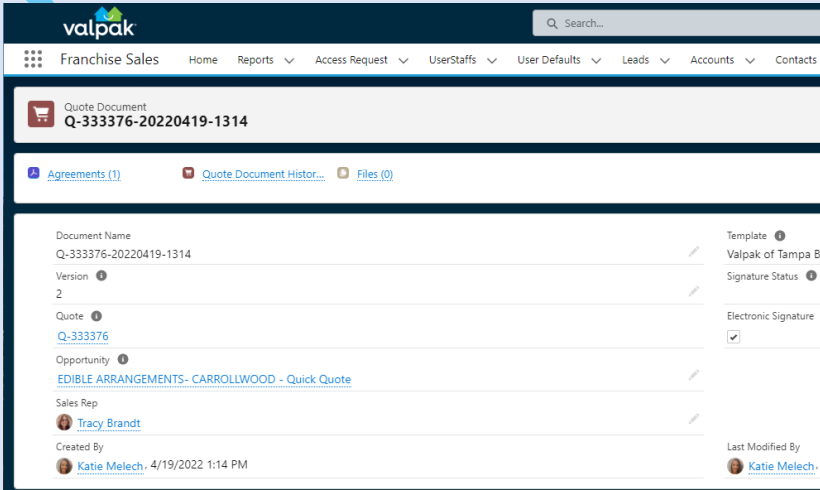 valpak
Search...
Franchise Sales Home Reports Access Request UserStaffs User Defaults Leads Accounts Contacts
Quote Document
Q-333376-20220419-1314
Agreements (1) Quote Document Histor... Files (0)
Document Name Template
Q-333376-20220419-1314 Valpak of Tampa B
Version Signature Status
2
Quote Electronic Signature
Q-333376
Opportunity
EDIBLE ARRANGEMENTS- CARROLLWOOD - Quick Quote
Sales Rep
Tracy Brandt
Created By Last Modified By
Katie Melech, 4/19/2022 1:14 PM Katie Melech,